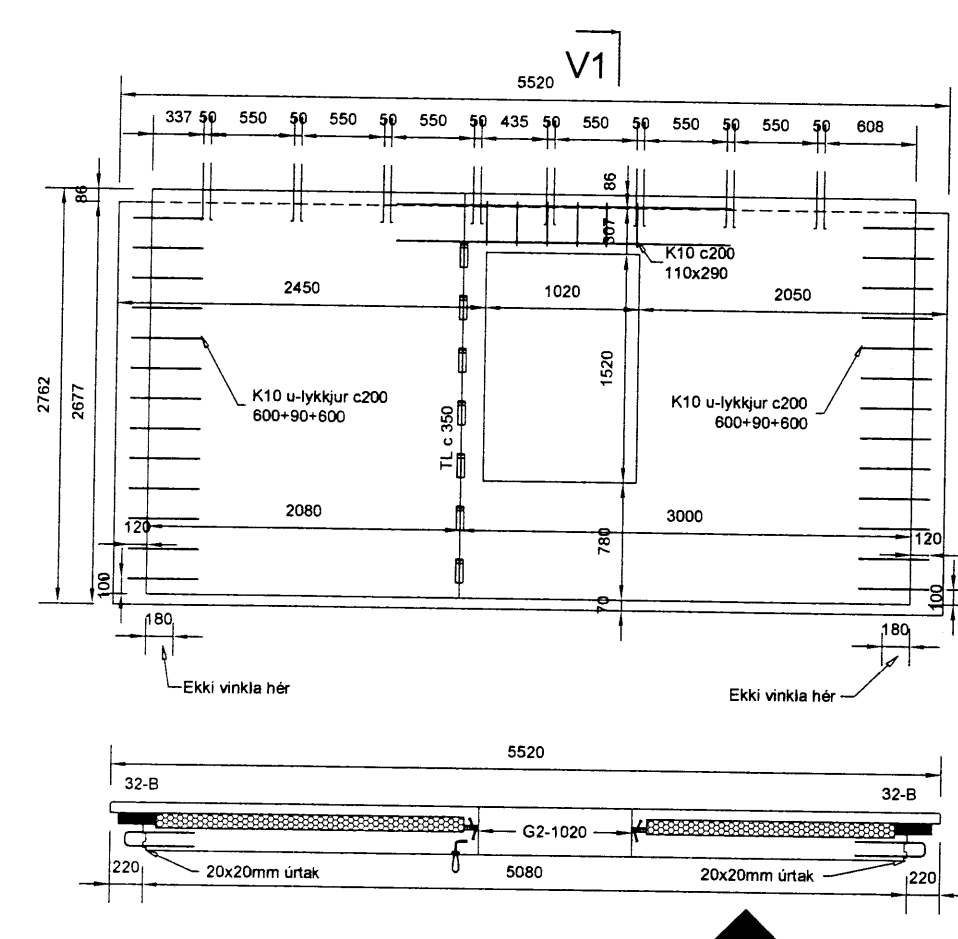 V1
5520
337 50 550 50 550 50 550 50 435 50 550 50 550 50 550 50 608
86
86
307
K10 c200
110x290
2450
1020
2050
2762
2677
1520
K10 u-lykkjur c200
600+90+600
K10 u-lykkjur c200
600+90+600
TL c 350
2080
3000
120
780
120
100
70
100
180
180
Ekki vinkla hér
Ekki vinkla hér
5520
32-B
32-B
G2-1020
220
20x20mm úrtak
5080
20x20mm úrtak
220